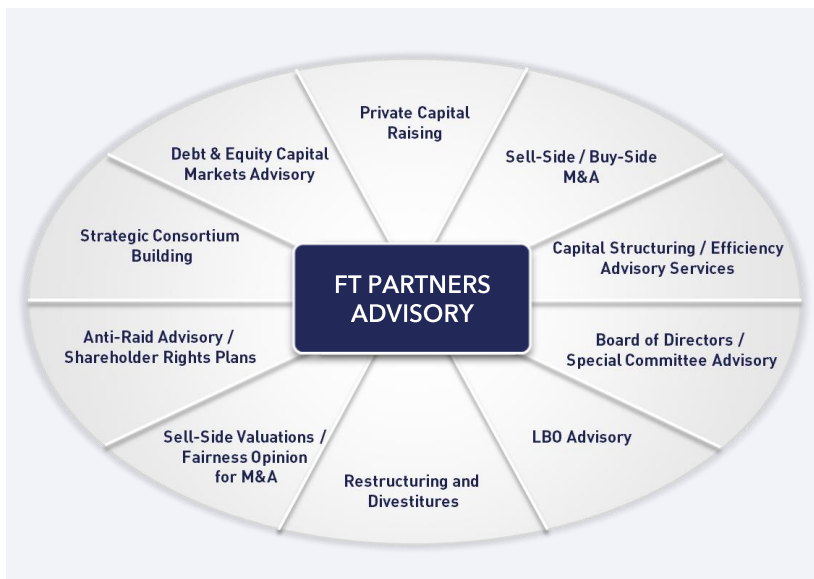 Private Capital
Raising
Sell-Side / Buy-Side
M&A
Capital Structuring / Efficiency
Advisory Services
Board of Directors /
Special Committee Advisory
LBO Advisory
Restructuring and
Divestitures
Sell-Side Valuations /
Fairness Opinion
for M&A
Anti-Raid Advisory /
Shareholder Rights Plans
Strategic Consortium
Building
Debt & Equity Capital
Markets Advisory
FT PARTNERS
ADVISORY